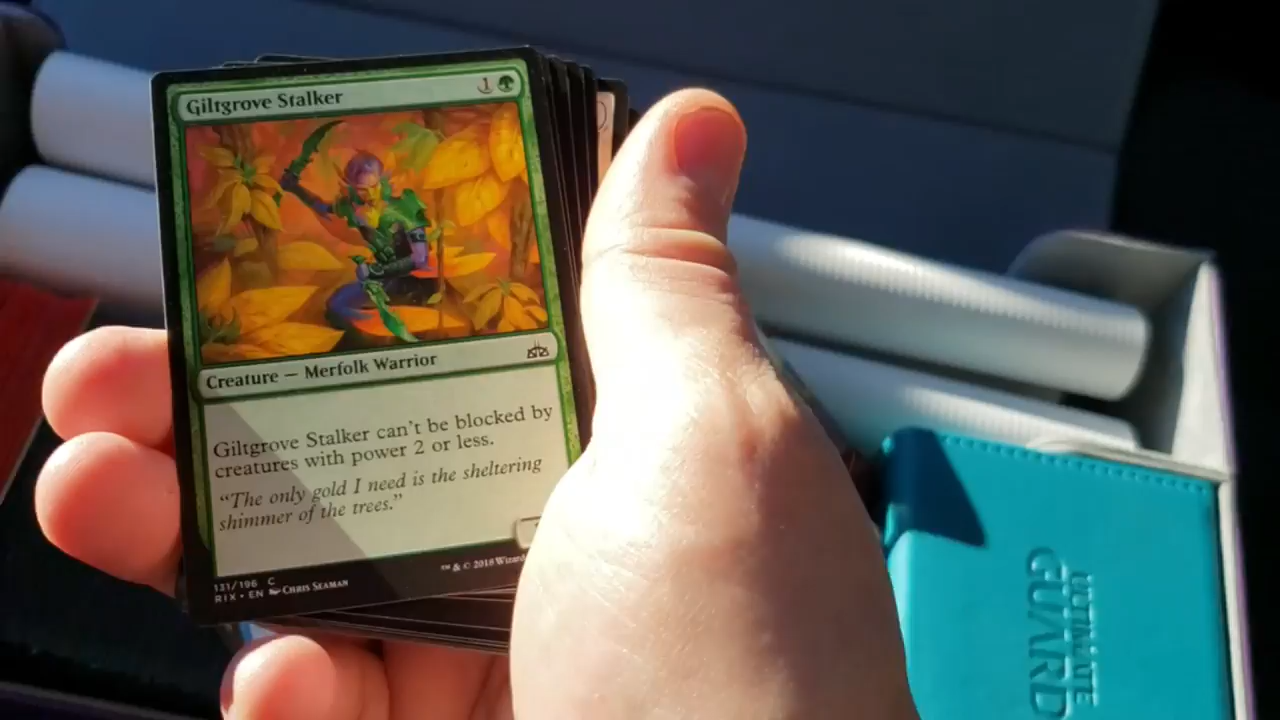 Giltgrove Stalker 1
Creature — Merfolk Warrior
Giltgrove Stalker can't be blocked by
creatures with power 2 or less.
"The only gold I need is the sheltering
shimmer of the trees."
131/196 C
RIX • EN Chris Seaman
™ & © 2018 Wizard
ULTIMATE
GUARD